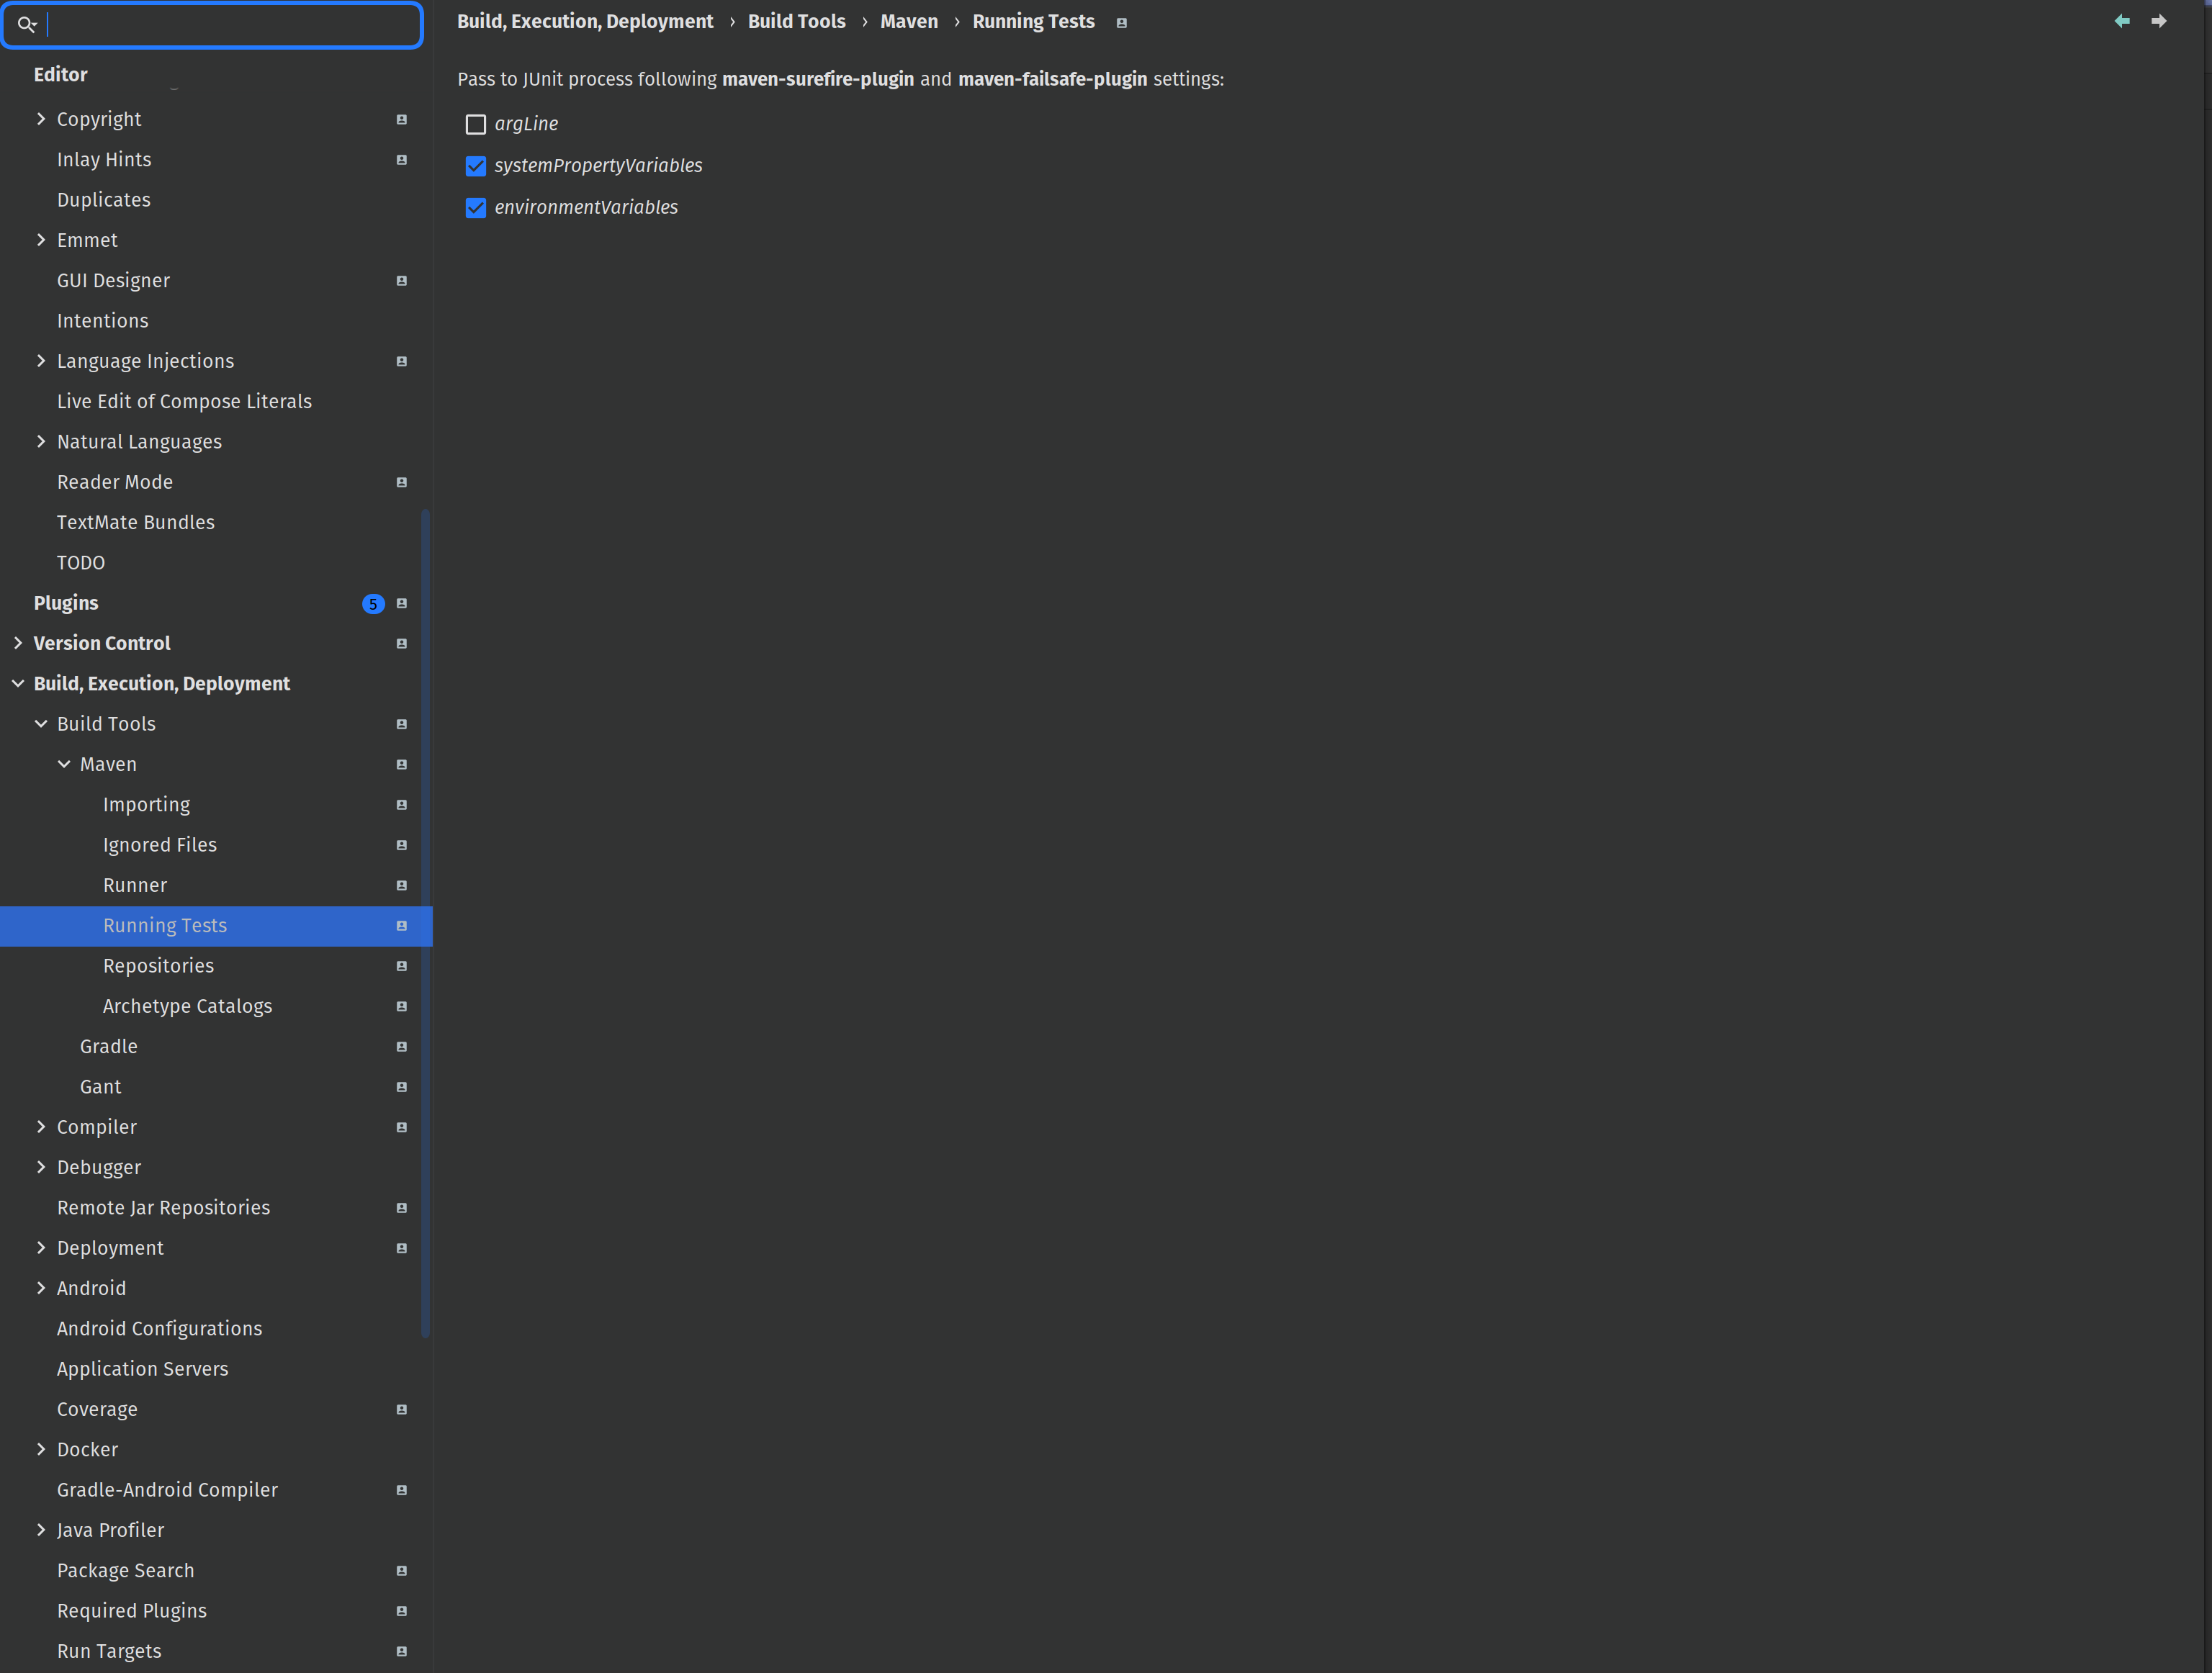 Editor
Copyright
Inlay Hints
Duplicates
Emmet
GUI Designer
Intentions
Language Injections
Live Edit of Compose Literals
Natural Languages
Reader Mode
TextMate Bundles
TODO
Plugins 5
Version Control
Build, Execution, Deployment
Build Tools
Maven
Importing
Ignored Files
Runner
Running Tests
Repositories
Archetype Catalogs
Gradle
Gant
Compiler
Debugger
Remote Jar Repositories
Deployment
Android
Android Configurations
Application Servers
Coverage
Docker
Gradle-Android Compiler
Java Profiler
Package Search
Required Plugins
Run Targets
Build, Execution, Deployment › Build Tools › Maven › Running Tests
Pass to JUnit process following maven-surefire-plugin and maven-failsafe-plugin settings:
argLine
systemPropertyVariables
environmentVariables